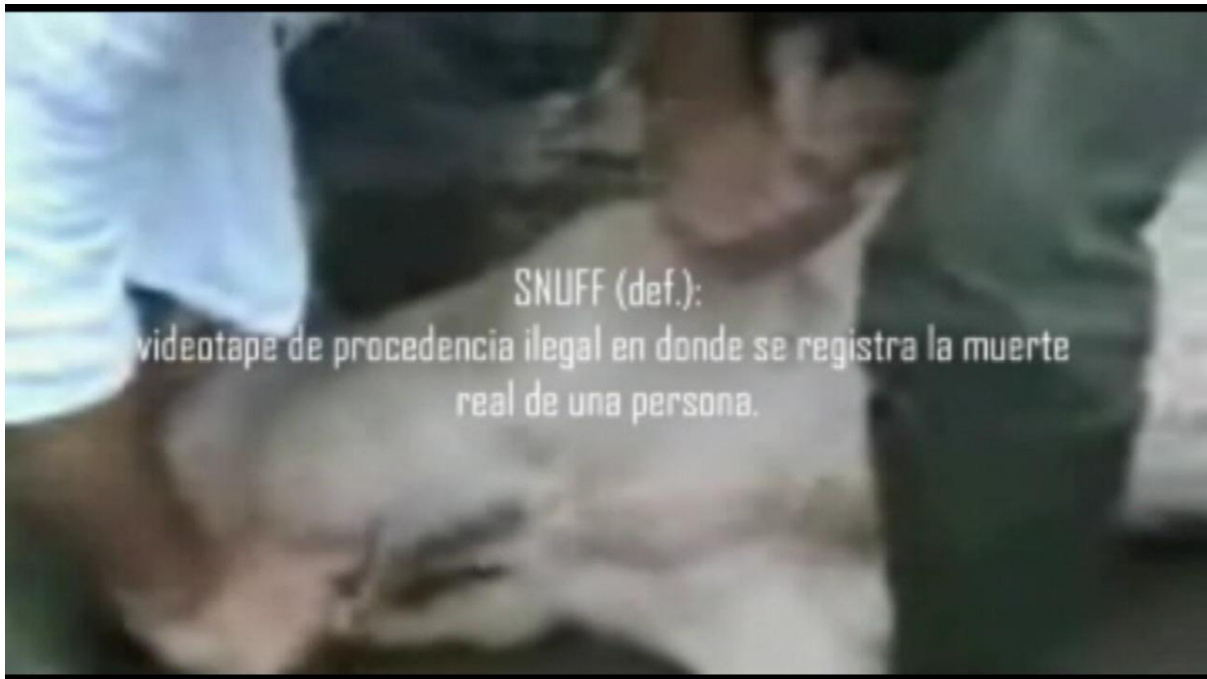 SNUFF (def.):
videotape de procedencia ilegal en donde se registra la muerte
real de una persona.